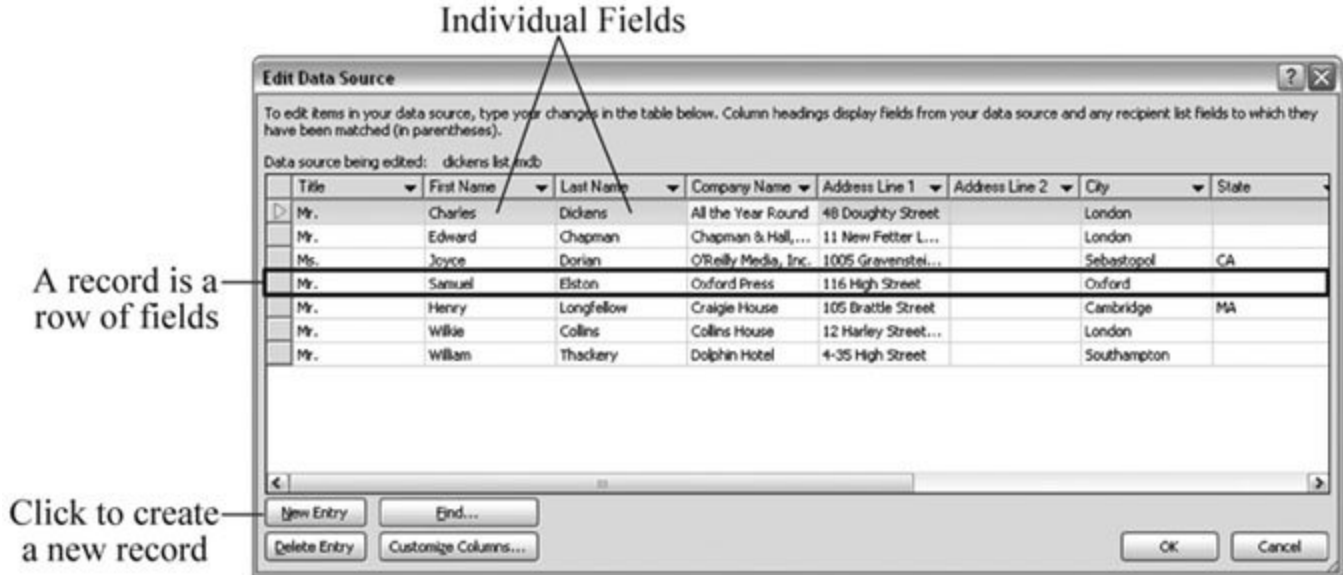 Individual Fields
Edit Data Source
To edit items in your data source, type your changes in the table below. Column headings display fields from your data source and any recipient list fields to which they
have been matched (in parentheses).
Data source being edited: dickens list.mdb
Title First Name Last Name Company Name Address Line 1 Address Line 2 City State
Mr. Charles Dickens All the Year Round 48 Doughty Street London
Mr. Edward Chapman Chapman & Hall,... 11 New Fetter L... London
Ms. Joyce Dorian O'Reilly Media, Inc. 1005 Gravenstei... Sebastopol CA
Mr. Samuel Elston Oxford Press 116 High Street Oxford
Mr. Henry Longfellow Craigie House 105 Brattle Street Cambridge MA
Mr. Wilkie Collins Collins House 12 Harley Street... London
Mr. William Thackery Dolphin Hotel 4-35 High Street Southampton
A record is a
row of fields
Click to create
a new record
New Entry Find...
Delete Entry Customize Columns... OK Cancel